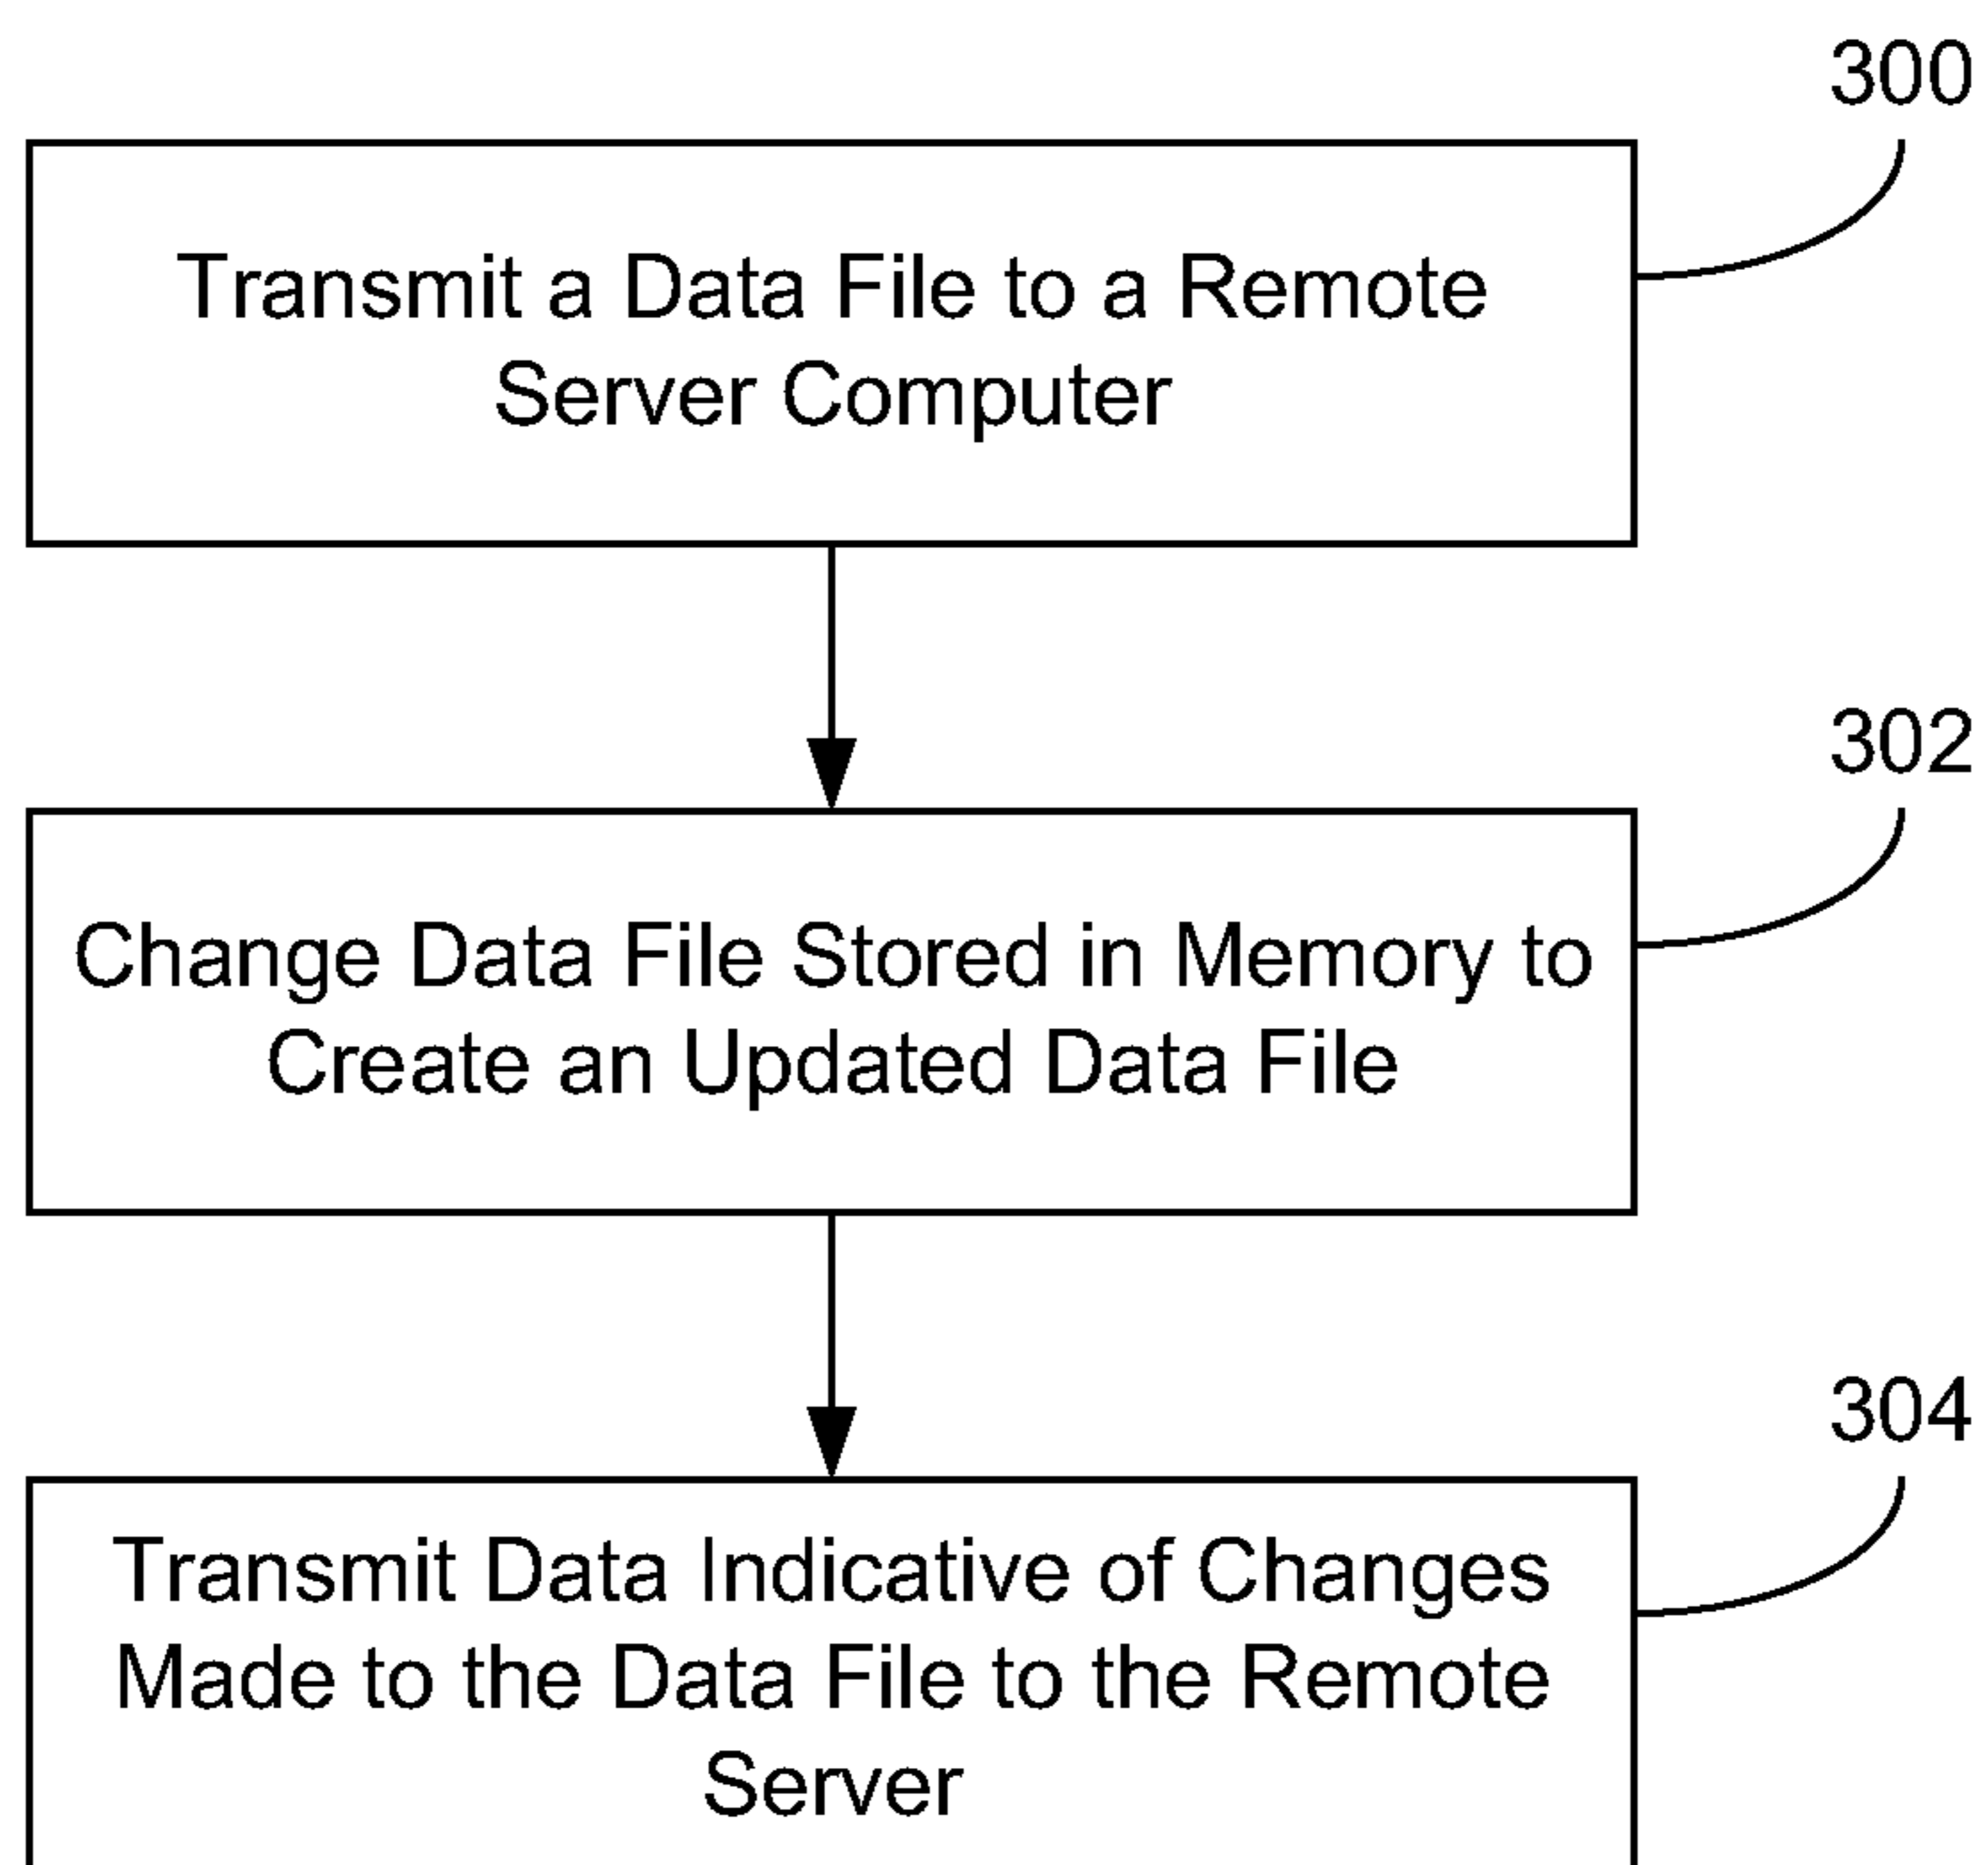 300
Transmit a Data File to a Remote
Server Computer
302
Change Data File Stored in Memory to
Create an Updated Data File
304
Transmit Data Indicative of Changes
Made to the Data File to the Remote
Server